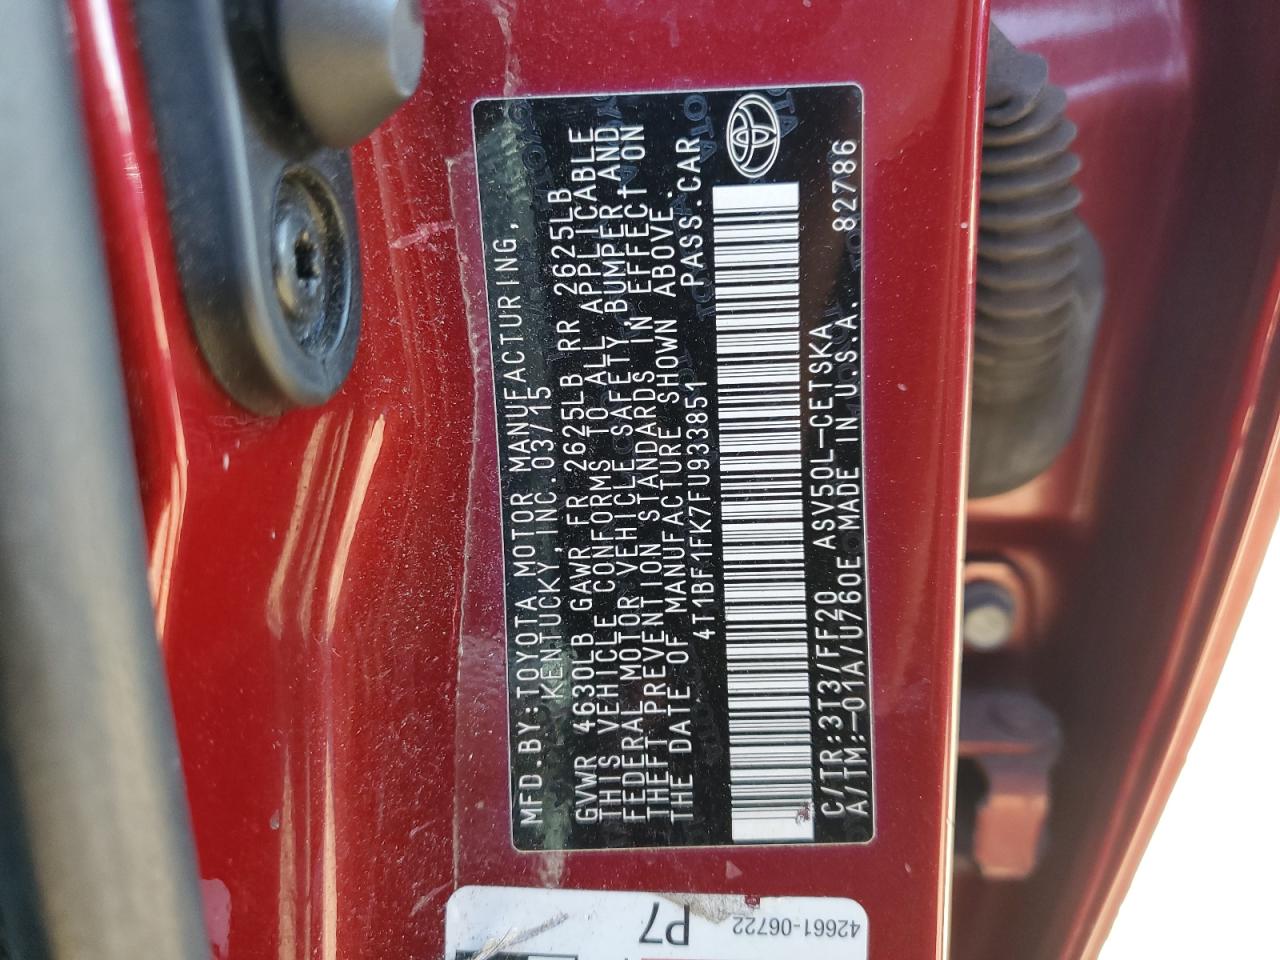 MFD.BY:TOYOTA MOTOR MANUFACTURING,
KENTUCKY, INC.03/15
GVWR 4630LB GAWR FR 2625LB RR 2625LB
THIS VEHICLE CONFORMS TO ALL APPLICABLE
FEDERAL MOTOR VEHICLE SAFETY, BUMPER, AND
THEFT PREVENTION STANDARDS IN EFFECT ON
THE DATE OF MANUFACTURE SHOWN ABOVE.
4T1BF1FK7FU933851 PASS.CAR
C/TR:3T3/FF20 ASV50L-CETSKA
A/TM:-01A/U760E MADE IN U.S.A. 82786
P7
42661-06722